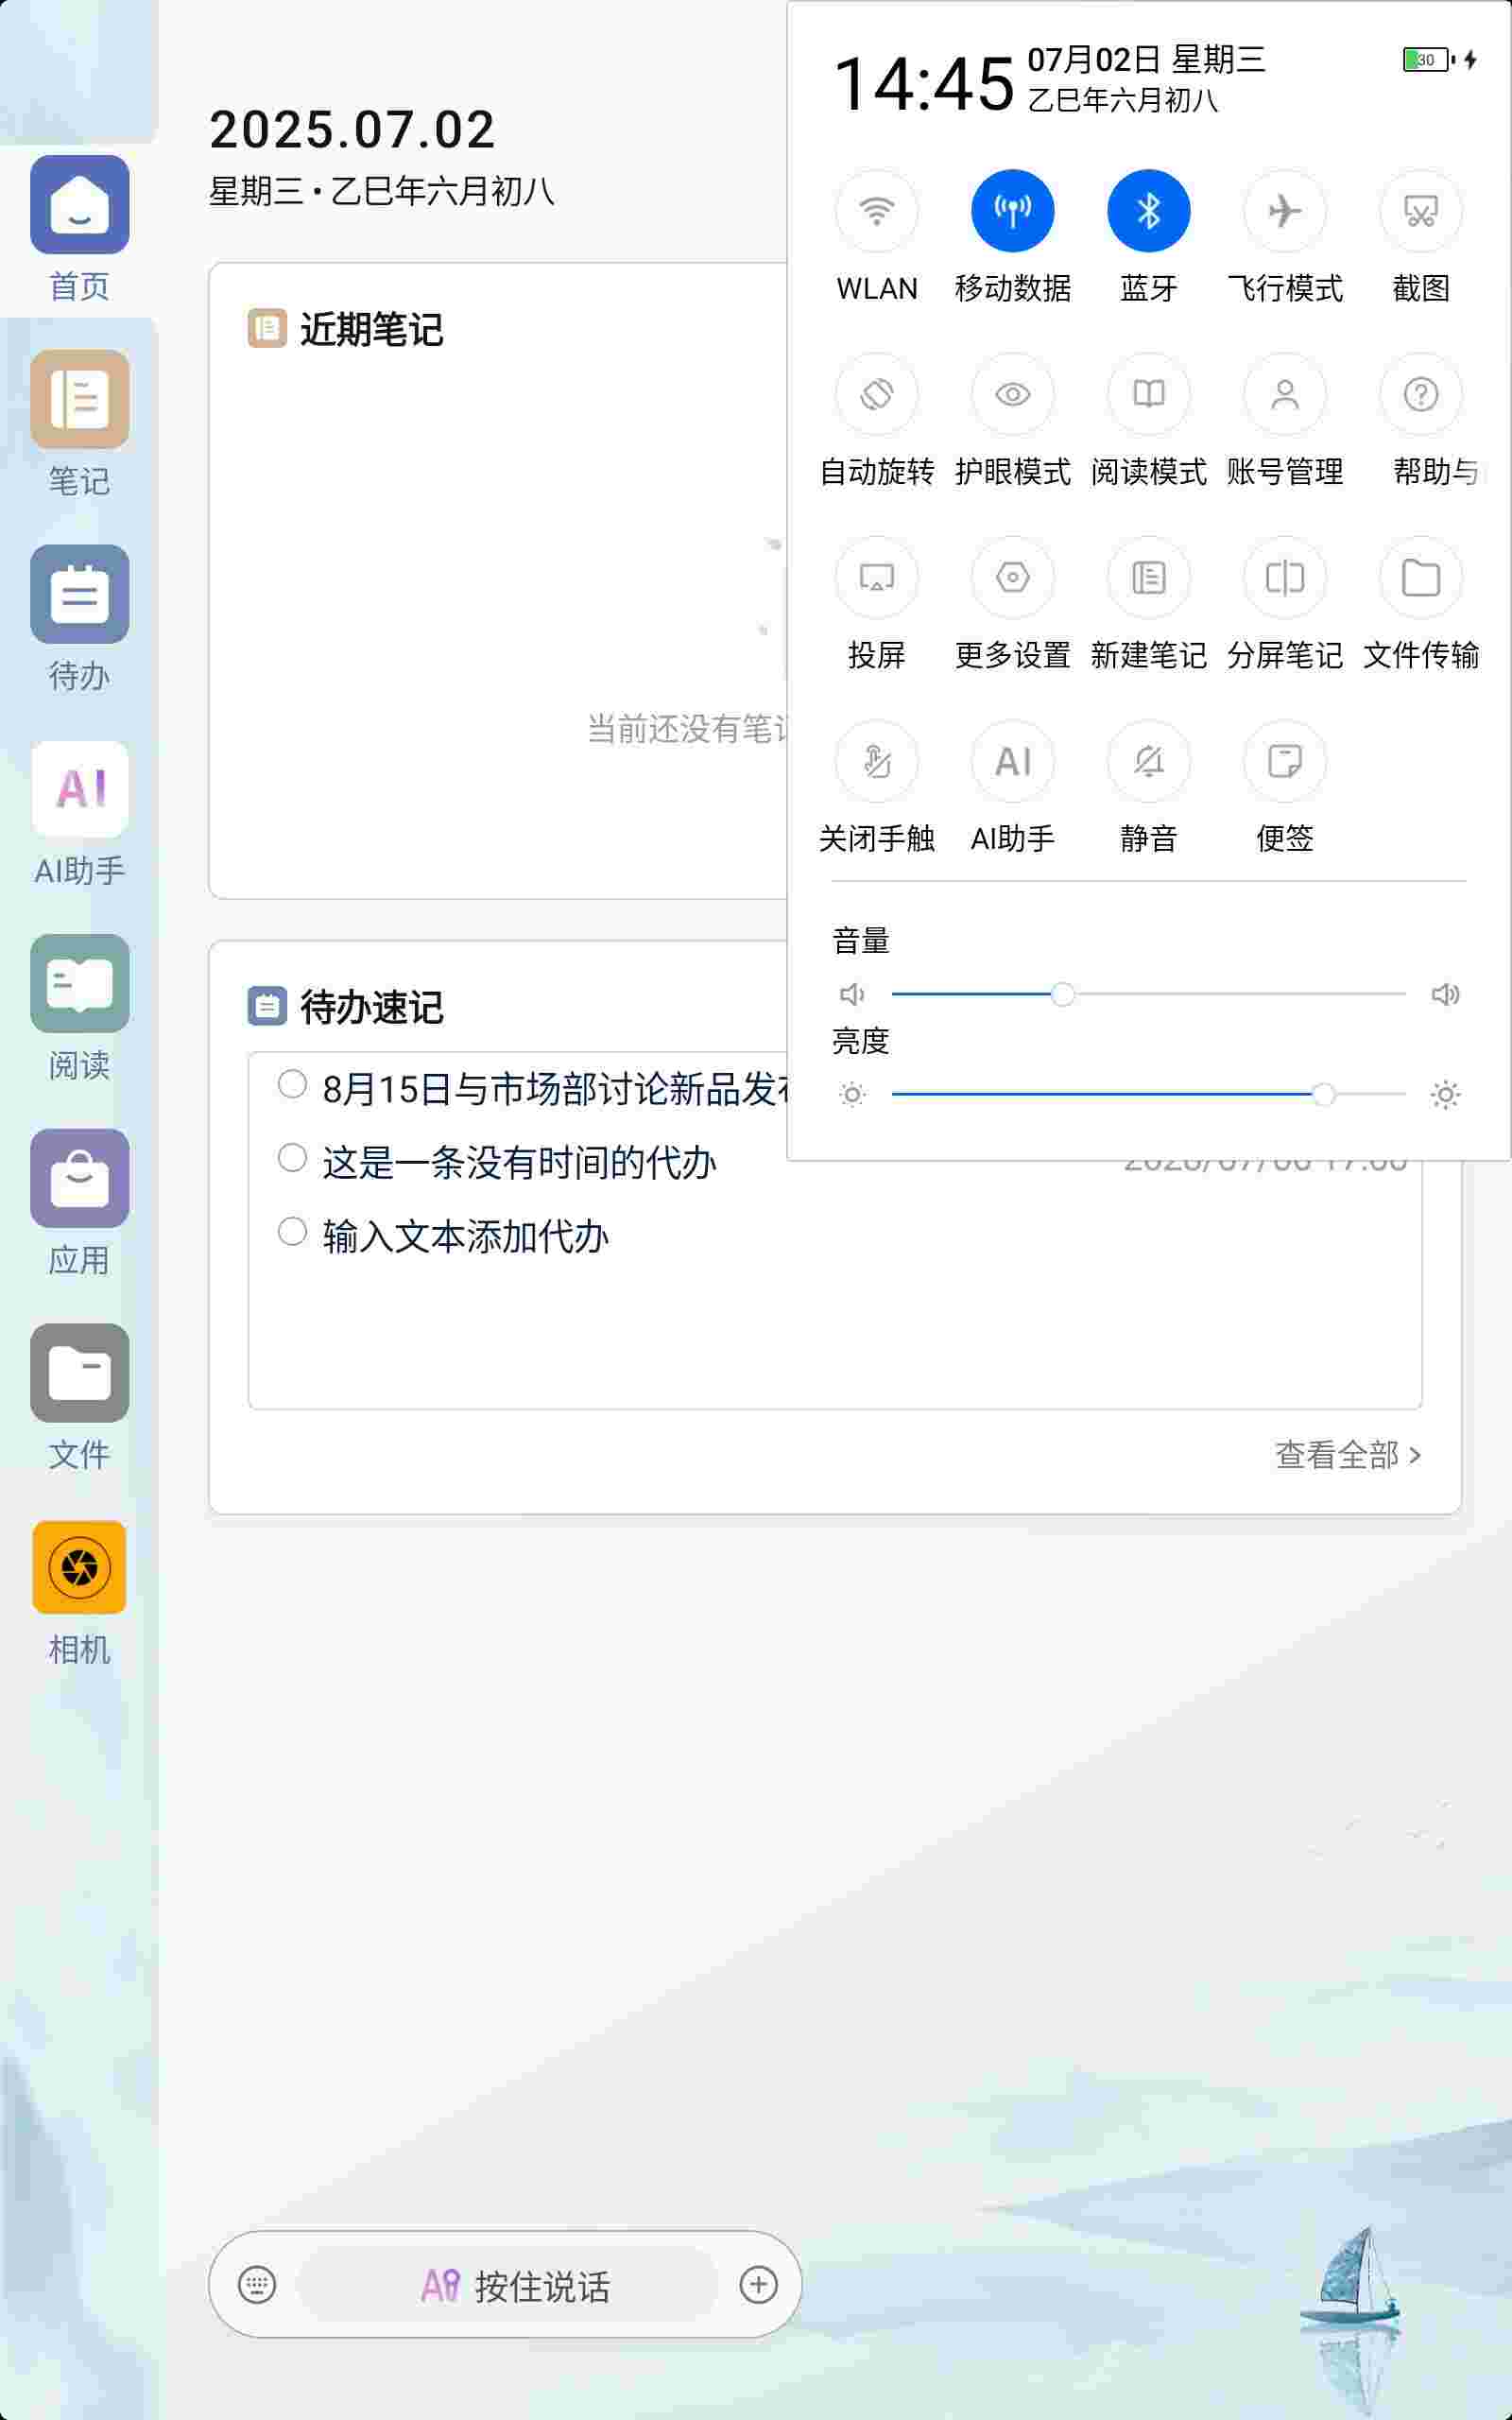 2025.07.02
星期三·乙巳年六月初八
首页
笔记
待办
AI
AI助手
阅读
应用
文件
相机
近期笔记
当前还没有笔
待办速记
8月15日与市场部讨论新品发
这是一条没有时间的代办
输入文本添加代办
查看全部 >
按住说话
14:45
07月02日 星期三
乙巳年六月初八
30
WLAN 移动数据 蓝牙 飞行模式 截图
自动旋转 护眼模式 阅读模式 账号管理 帮助与
投屏 更多设置 新建笔记 分屏笔记 文件传输
AI
关闭手触 AI助手 静音 便签
音量
亮度